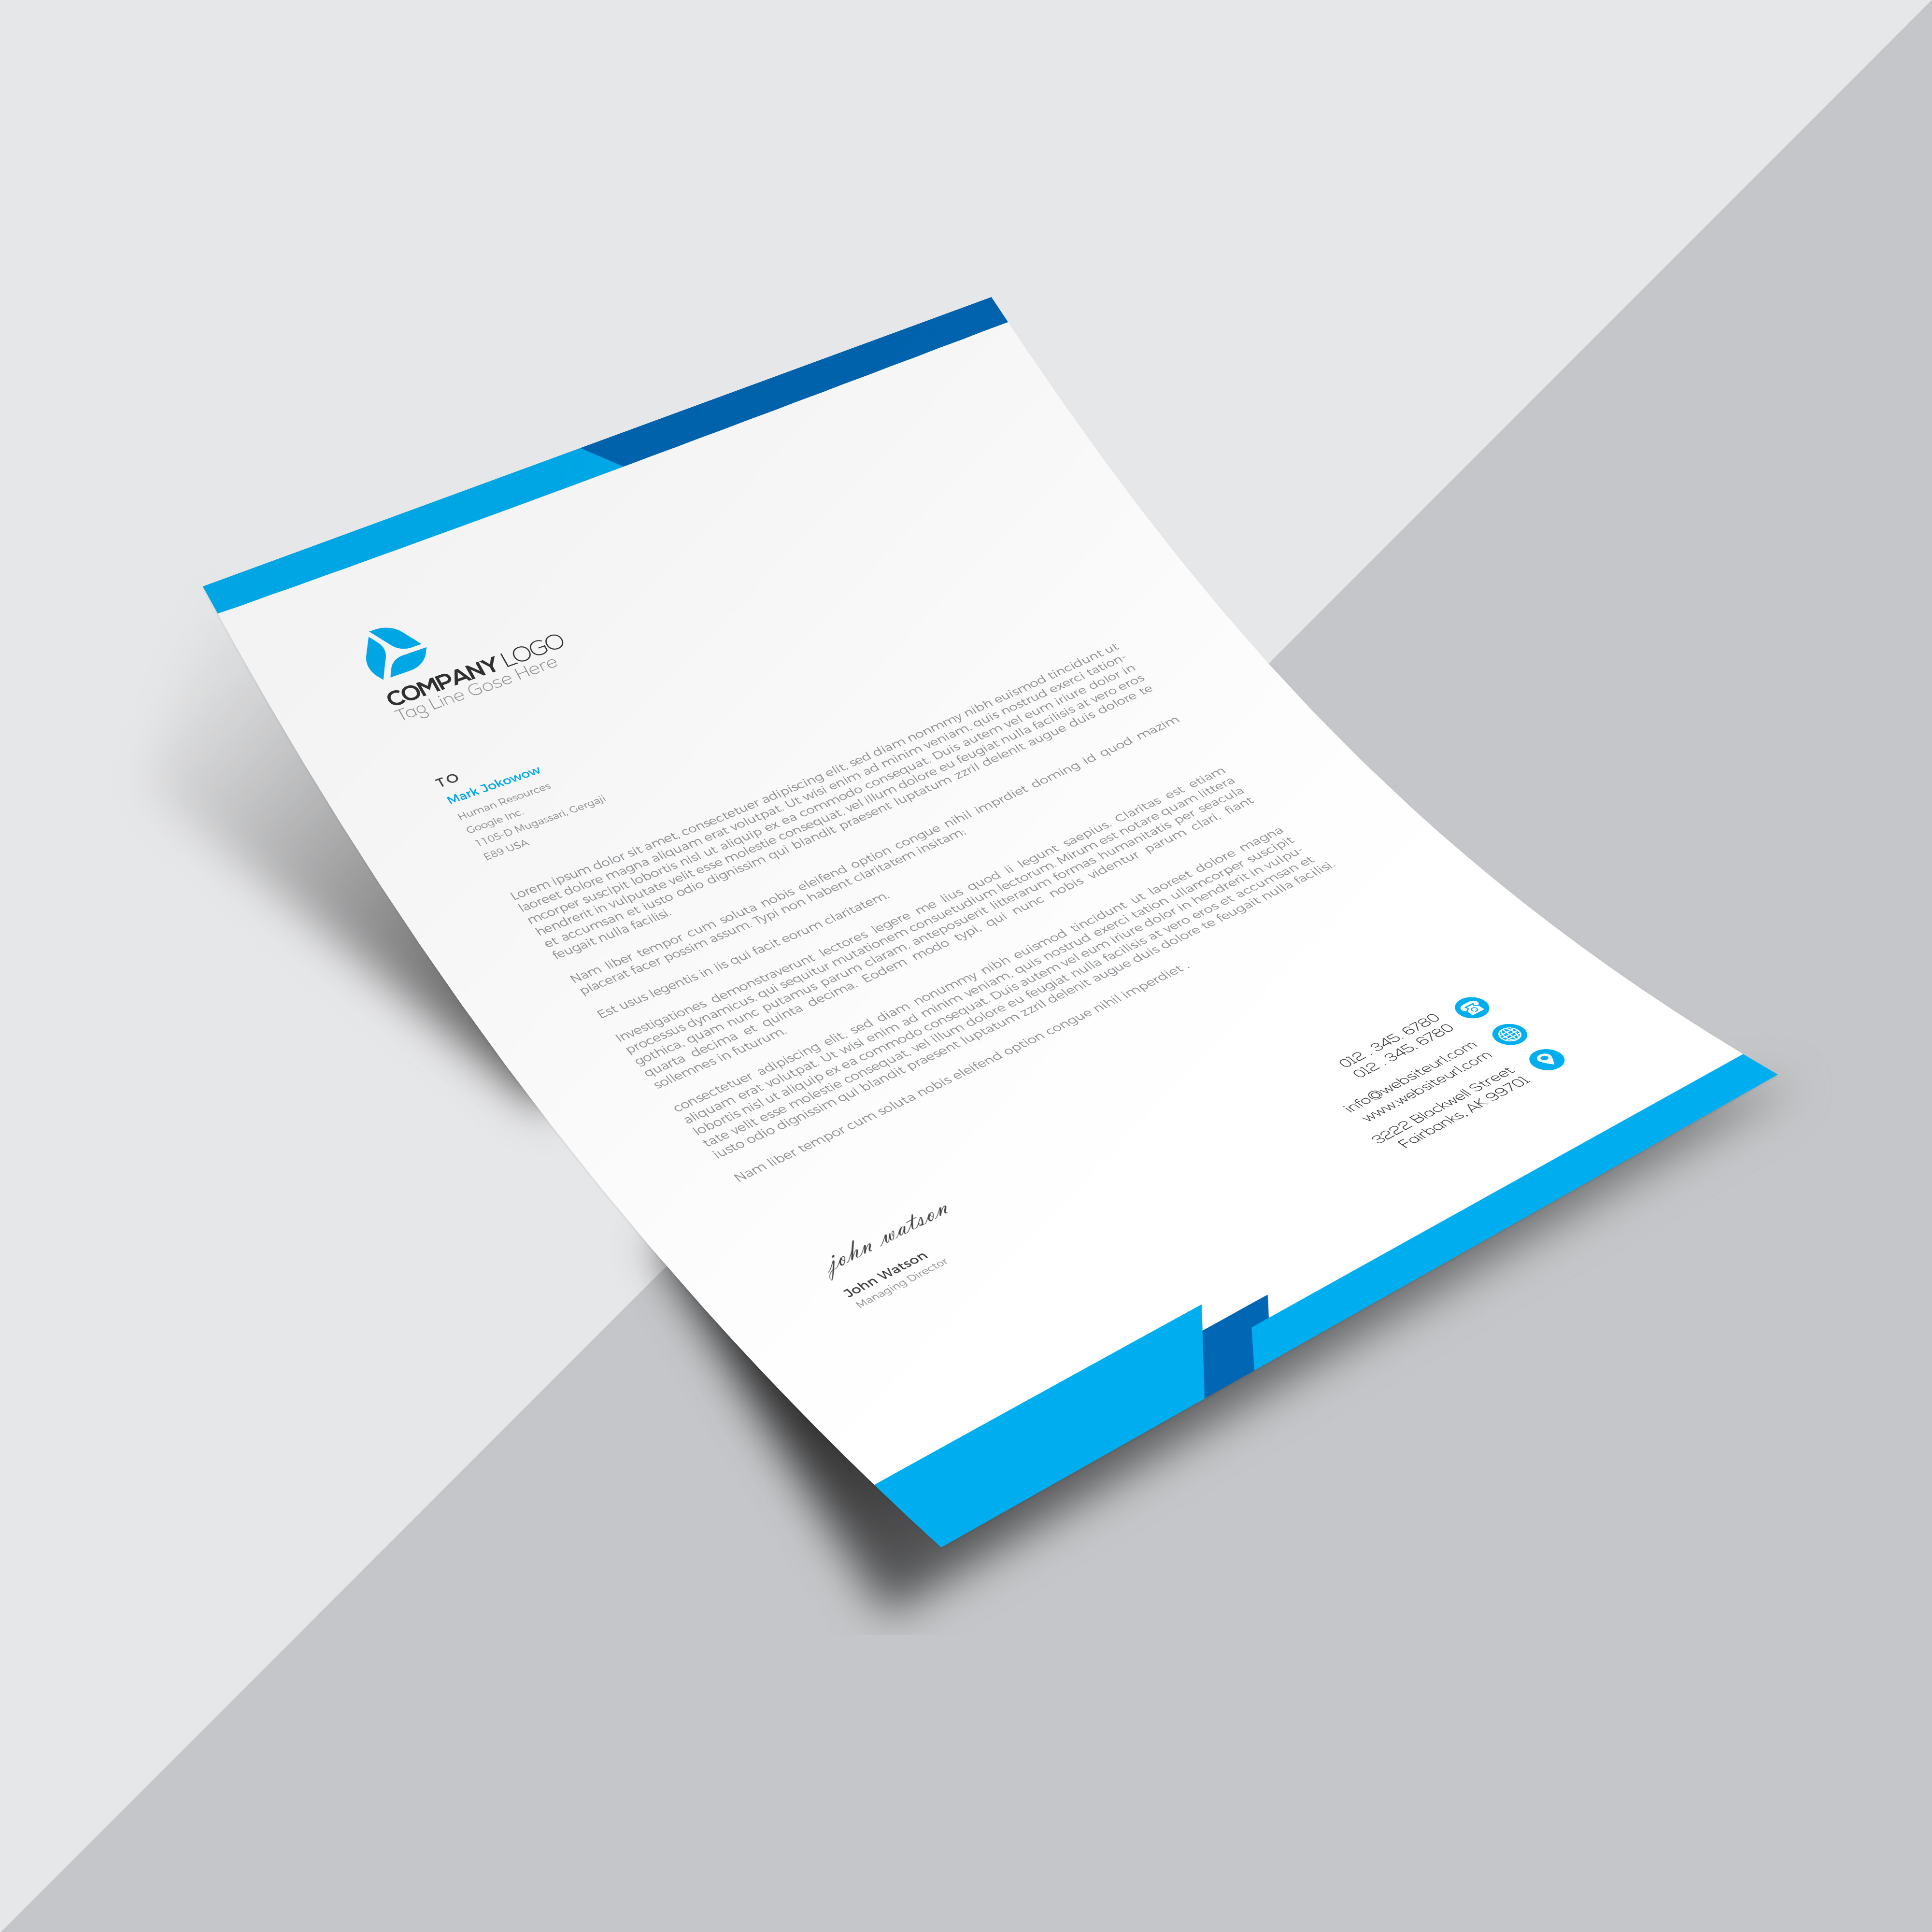 COMPANY LOGO
Tag Line Gose Here
TO
Mark Jokowow
Human Resources
Google Inc.
1105-D Mugassari, Gergaji
E89 USA
Lorem ipsum dolor sit amet, consectetuer adipiscing elit, sed diam nonmmy nibh euismod tincidunt ut
laoreet dolore magna aliquam erat volutpat. Ut wisi enim ad minim veniam, quis nostrud exerci tation-
mcorper suscipit lobortis nisl ut aliquip ex ea commodo consequat. Duis autem vel eum iriure dolor in
hendrerit in vulputate velit esse molestie consequat, vel illum dolore eu feugiat nulla facilisis at vero eros
et accumsan et iusto odio dignissim qui blandit praesent luptatum zzril delenit augue duis dolore te
feugait nulla facilisi.
Nam liber tempor cum soluta nobis eleifend option congue nihil imprdiet doming id quod mazim
placerat facer possim assum. Typi non habent claritatem insitam;
Est usus legentis in iis qui facit eorum claritatem.
Investigationes demonstraverunt lectores legere me lius quod ii legunt saepius. Claritas est etiam
processus dynamicus, qui sequitur mutationem consuetudium lectorum. Mirum est notare quam littera
gothica, quam nunc putamus parum claram, anteposuerit litterarum formas humanitatis per seacula
quarta decima et quinta decima. Eodem modo typi, qui nunc nobis videntur parum clari, fiant
sollemnes in futurum.
consectetuer adipiscing elit, sed diam nonummy nibh euismod tincidunt ut laoreet dolore magna
aliquam erat volutpat. Ut wisi enim ad minim veniam, quis nostrud exerci tation ullamcorper suscipit
lobortis nisl ut aliquip ex ea commodo consequat. Duis autem vel eum iriure dolor in hendrerit in vulpu-
tate velit esse molestie consequat, vel illum dolore eu feugiat nulla facilisis at vero eros et accumsan et
iusto odio dignissim qui blandit praesent luptatum zzril delenit augue duis dolore te feugait nulla facilisi.
Nam liber tempor cum soluta nobis eleifend option congue nihil imperdiet .
john watson
John Watson
Managing Director
012 . 345. 6780
012 . 345. 6780
info@websiteurl.com
www.websiteurl.com
3222 Blackwell Street
Fairbanks, AK 99701